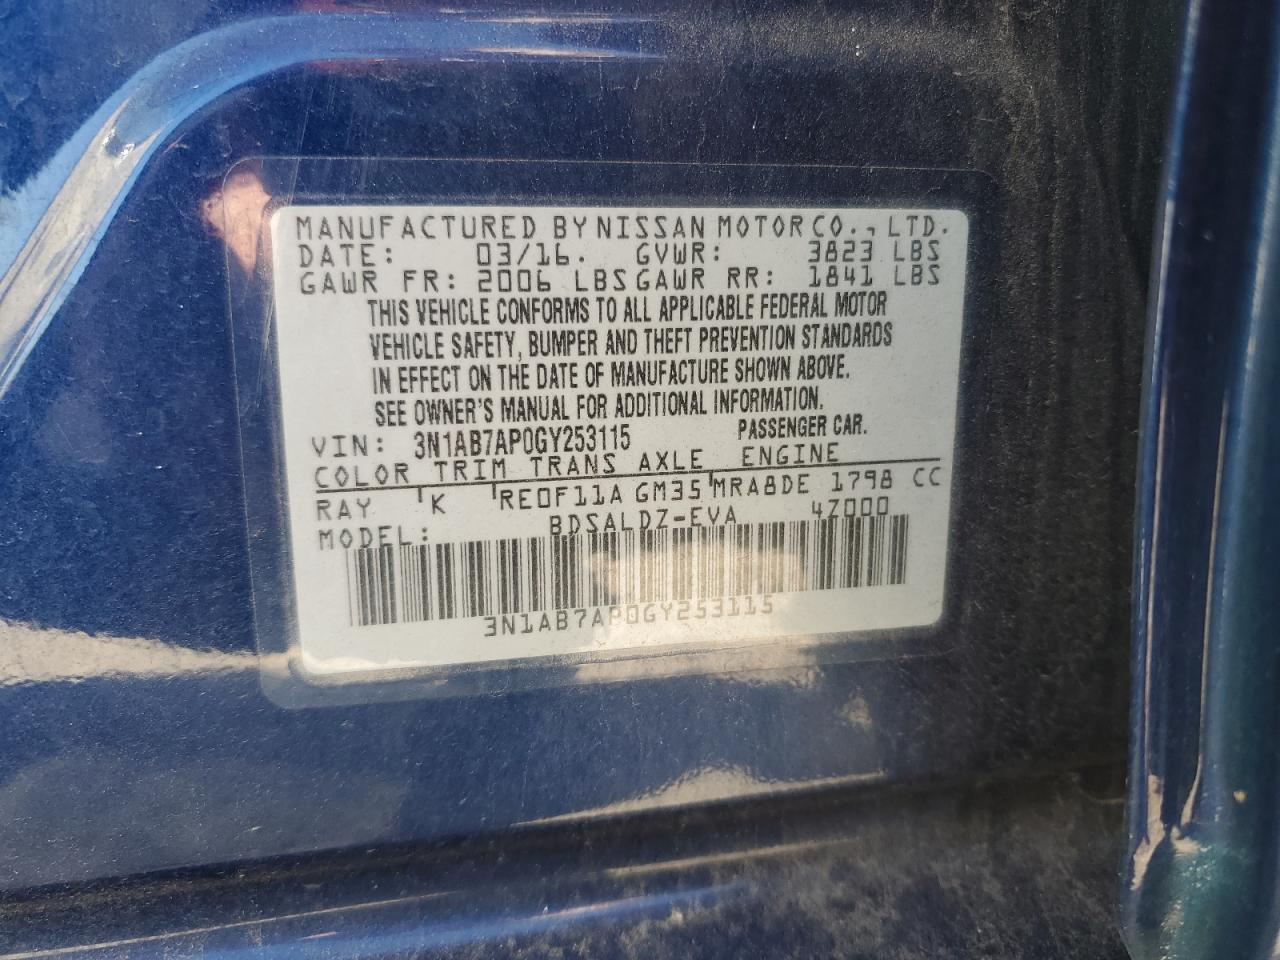 MANUFACTURED BY NISSAN MOTOR CO., LTD.
DATE: 03/16. GVWR: 3823 LBS
GAWR FR: 2006 LBS GAWR RR: 1841 LBS
THIS VEHICLE CONFORMS TO ALL APPLICABLE FEDERAL MOTOR
VEHICLE SAFETY, BUMPER AND THEFT PREVENTION STANDARDS
IN EFFECT ON THE DATE OF MANUFACTURE SHOWN ABOVE.
SEE OWNER'S MANUAL FOR ADDITIONAL INFORMATION.
VIN: 3N1AB7AP0GY253115 PASSENGER CAR.
COLOR TRIM TRANS AXLE ENGINE
RAY K RE0F11A GM35 MRA8DE 1798 CC
MODEL: BDSALDZ-EVA 4Z000
3N1AB7AP0GY253115